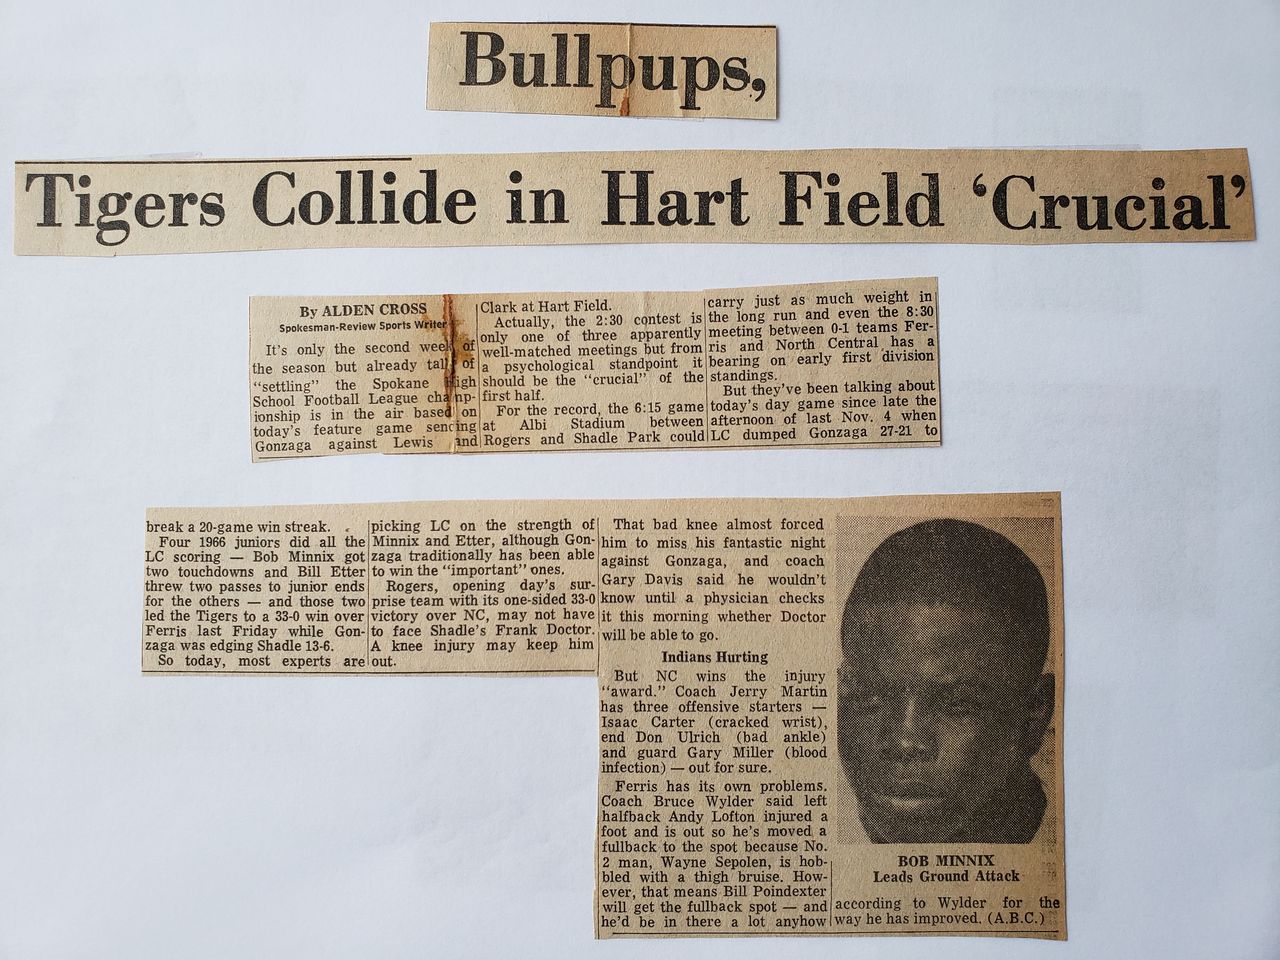 Bullpups,
Tigers Collide in Hart Field ‘Crucial’
By ALDEN CROSS
Spokesman-Review Sports Writer
It's only the second week of
the season but already talk of
"settling" the Spokane High
School Football League champ-
ionship is in the air based on
today's feature game sending
Gonzaga against Lewis and
Clark at Hart Field.
Actually, the 2:30 contest is
only one of three apparently
well-matched meetings but from
a psychological standpoint it
should be the "crucial" of the
first half.
For the record, the 6:15 game
at Albi Stadium between
Rogers and Shadle Park could
carry just as much weight in
the long run and even the 8:30
meeting between 0-1 teams Fer-
ris and North Central has a
bearing on early first division
standings.
But they've been talking about
today's day game since late the
afternoon of last Nov. 4 when
LC dumped Gonzaga 27-21 to
break a 20-game win streak.
Four 1966 juniors did all the
LC scoring — Bob Minnix got
two touchdowns and Bill Etter
threw two passes to junior ends
for the others — and those two
led the Tigers to a 33-0 win over
Ferris last Friday while Gon-
zaga was edging Shadle 13-6.
So today, most experts are
picking LC on the strength of
Minnix and Etter, although Gon-
zaga traditionally has been able
to win the "important" ones.
Rogers, opening day's sur-
prise team with its one-sided 33-0
victory over NC, may not have
to face Shadle's Frank Doctor.
A knee injury may keep him
out.
That bad knee almost forced
him to miss his fantastic night
against Gonzaga, and coach
Gary Davis said he wouldn't
know until a physician checks
it this morning whether Doctor
will be able to go.
Indians Hurting
But NC wins the injury
"award." Coach Jerry Martin
has three offensive starters —
Isaac Carter (cracked wrist),
end Don Ulrich (bad ankle)
and guard Gary Miller (blood
infection) — out for sure.
Ferris has its own problems.
Coach Bruce Wylder said left
halfback Andy Lofton injured a
foot and is out so he's moved a
fullback to the spot because No.
2 man, Wayne Sepolen, is hob-
bled with a thigh bruise. How-
ever, that means Bill Poindexter
will get the fullback spot — and
he'd be in there a lot anyhow
according to Wylder for the
way he has improved. (A.B.C.)
BOB MINNIX
Leads Ground Attack